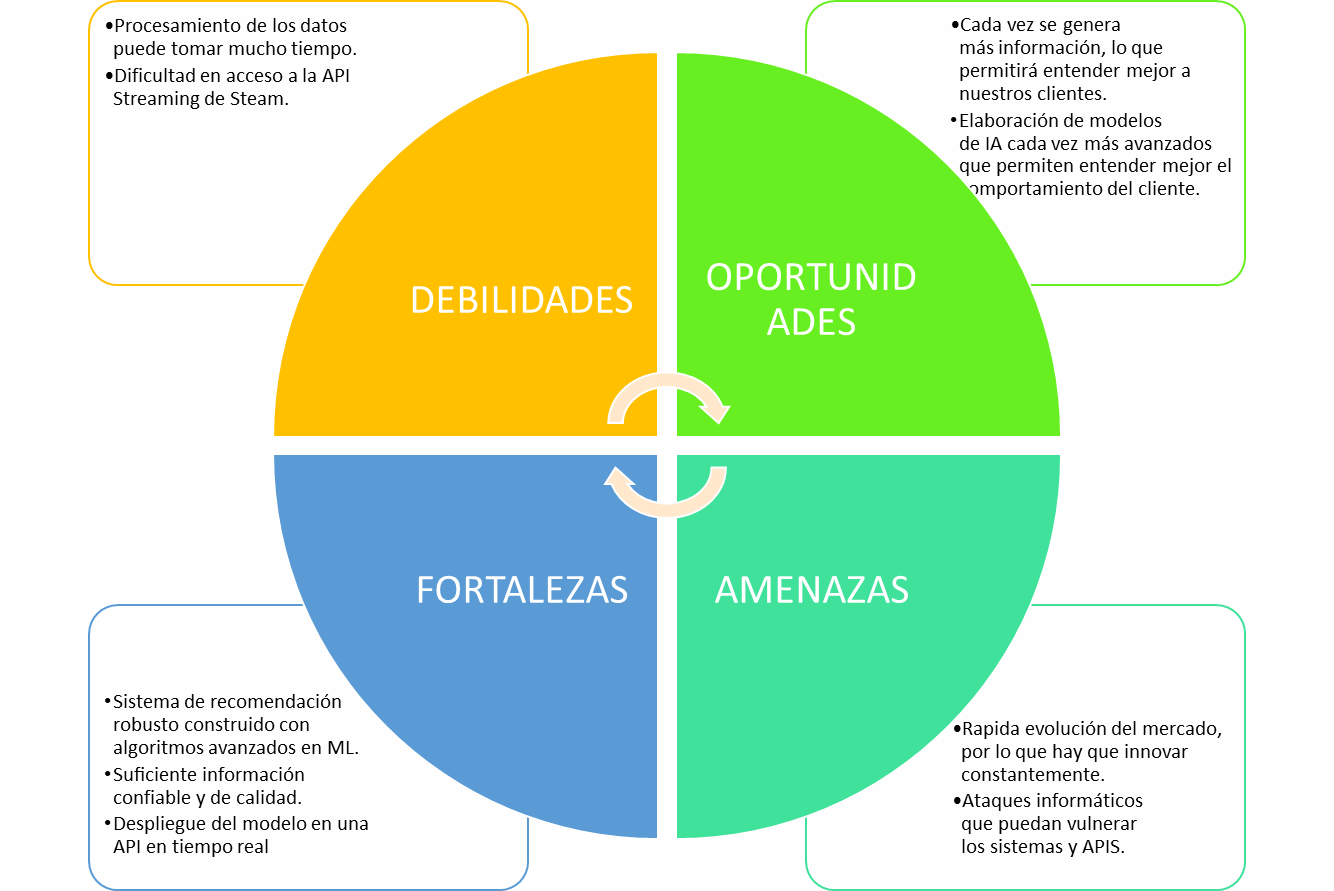 •Procesamiento de los datos
puede tomar mucho tiempo.
•Dificultad en acceso a la API
Streaming de Steam.
•Cada vez se genera
más información, lo que
permitirá entender mejor a
nuestros clientes.
•Elaboración de modelos
de IA cada vez más avanzados
que permiten entender mejor el
omportamiento del cliente.
DEBILIDADES
OPORTUNID
ADES
FORTALEZAS
AMENAZAS
•Sistema de recomendación
robusto construido con
algoritmos avanzados en ML.
•Suficiente información
confiable y de calidad.
•Despliegue del modelo en una
API en tiempo real
•Rapida evolución del mercado,
por lo que hay que innovar
constantemente.
•Ataques informáticos
que puedan vulnerar
los sistemas y APIS.